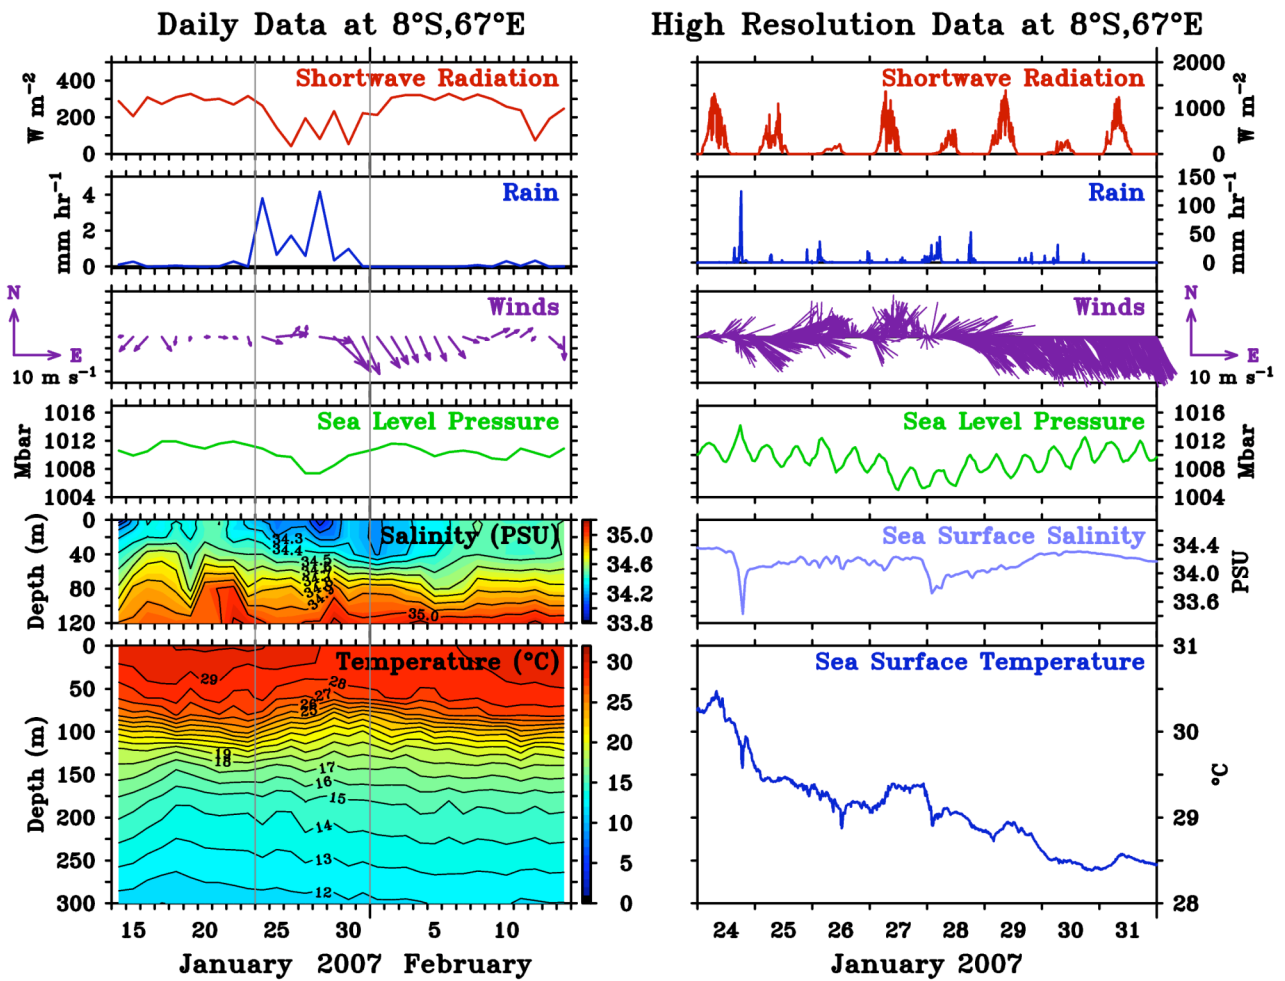 Daily Data at 8°S,67°E
High Resolution Data at 8°S,67°E
Shortwave Radiation
W m⁻²
400
200
0
Rain
mm hr⁻¹
4
2
0
Winds
N
E
10 m s⁻¹
Sea Level Pressure
Mbar
1016
1012
1008
1004
Salinity (PSU)
Depth (m)
0
40
80
120
34.3
34.4
34.5
34.9
35.0
35.0
34.6
34.2
33.8
Temperature (°C)
Depth (m)
0
50
100
150
200
250
300
29
28
27
26
25
19
18
17
16
15
14
13
12
30
25
20
15
10
5
0
15 20 25 30 5 10
January 2007 February
Shortwave Radiation
2000
1000
0
W m⁻²
Rain
150
100
50
0
mm hr⁻¹
Winds
N
E
10 m s⁻¹
Sea Level Pressure
1016
1012
1008
1004
Mbar
Sea Surface Salinity
34.4
34.0
33.6
PSU
Sea Surface Temperature
31
30
29
28
°C
24 25 26 27 28 29 30 31
January 2007